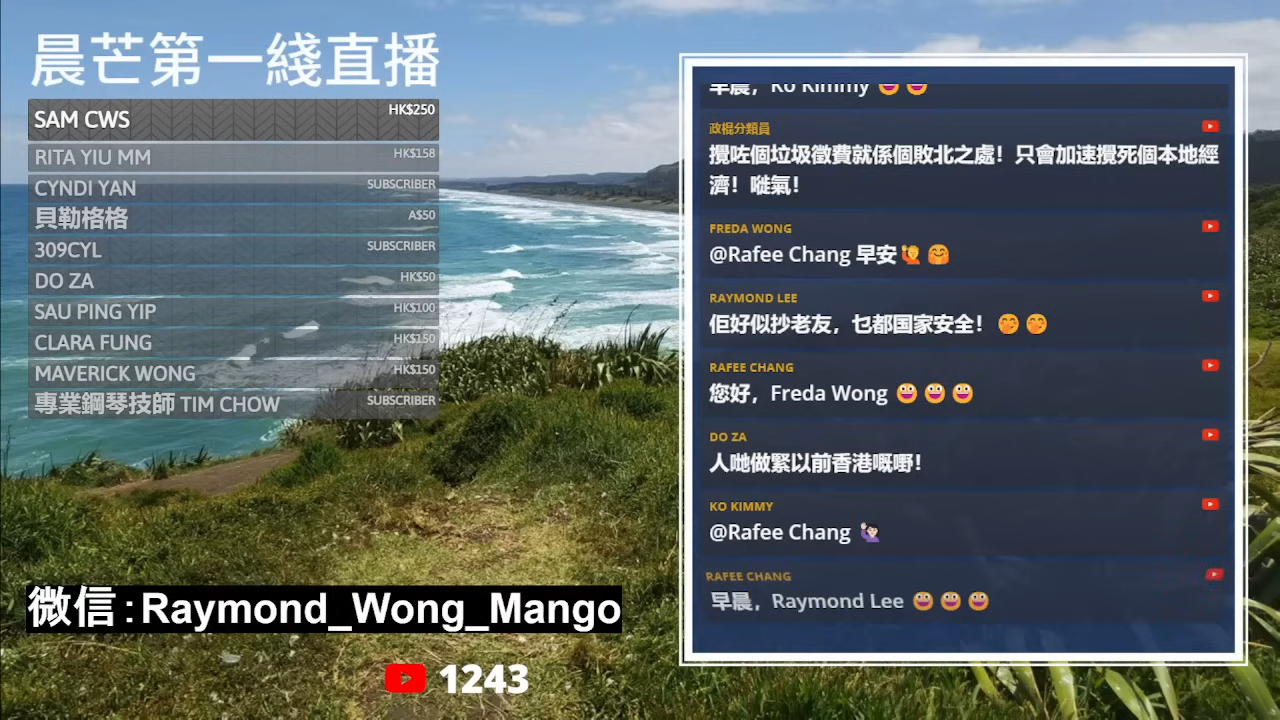 晨芒第一綫直播
SAM CWS HK$250
RITA YIU MM HK$158
CYNDI YAN SUBSCRIBER
貝勒格格 A$50
309CYL SUBSCRIBER
DO ZA HK$50
SAU PING YIP HK$100
CLARA FUNG HK$150
MAVERICK WONG HK$150
專業鋼琴技師 TIM CHOW SUBSCRIBER
微信:Raymond_Wong_Mango
1243
早晨，Ko Kimmy
政棍分類員
攪咗個垃圾徵費就係個敗北之處！只會加速攪死個本地經
濟！嘥氣！
FREDA WONG
@Rafee Chang 早安🙋🤗
RAYMOND LEE
佢好似抄老友，乜都国家安全！🤭🤭
RAFEE CHANG
您好，Freda Wong 😀😀😀
DO ZA
人哋做緊以前香港嘅嘢！
KO KIMMY
@Rafee Chang 🙋🏻‍♀️
RAFEE CHANG
早晨，Raymond Lee 😀😀😀